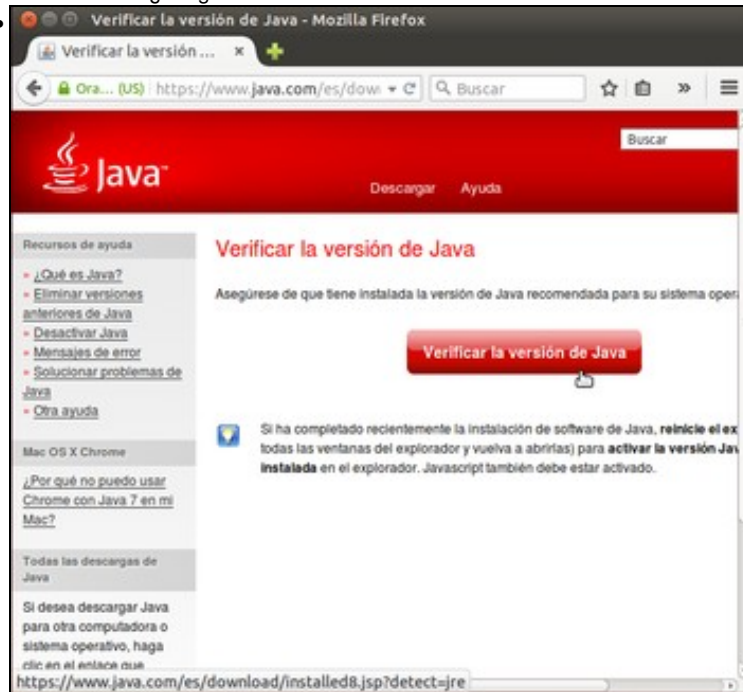 Verificar la versión de Java - Mozilla Firefox
Verificar la versión ...
Ora... (US) https://www.java.com/es/dow Buscar
Buscar
Java
Descargar Ayuda
Recursos de ayuda
¿Qué es Java?
Eliminar versiones
anteriores de Java
Desactivar Java
Mensajes de error
Solucionar problemas de
Java
Otra ayuda
Mac OS X Chrome
¿Por qué no puedo usar
Chrome con Java 7 en mi
Mac?
Todas las descargas de
Java
Si desea descargar Java
para otra computadora o
sistema operativo, haga
clic en el enlace que
Verificar la versión de Java
Asegúrese de que tiene instalada la versión de Java recomendada para su sistema oper
Verificar la versión de Java
Si ha completado recientemente la instalación de software de Java, reinicie el ex
todas las ventanas del explorador y vuelva a abrirlas) para activar la versión Jav
instalada en el explorador. Javascript también debe estar activado.
https://www.java.com/es/download/installed8.jsp?detect=jre